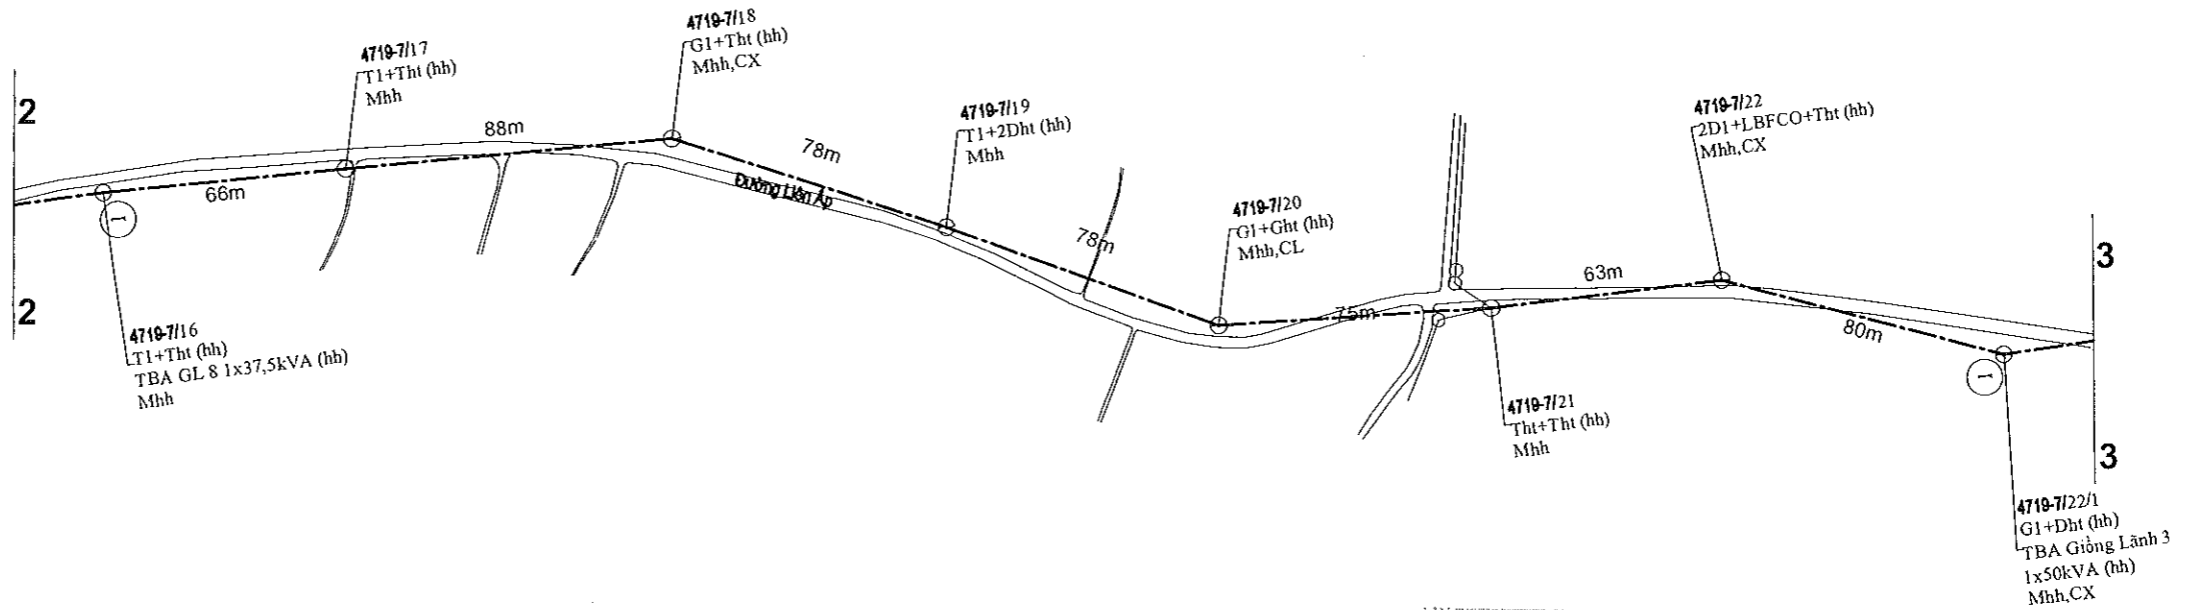 4719-7/18
G1+Tht (hh)
Mhh,CX
4719-7/17
T1+Tht (hh)
Mhh
2
88m
78m
4719-7/19
T1+2Dht (hh)
Mhh
4719-7/22
2D1+LBFCO+Tht (hh)
Mhh,CX
66m
Đường Liên Ấp
1
78m
4719-7/20
G1+Ght (hh)
Mhh,CL
3
63m
2
75m
80m
4719-7/16
T1+Tht (hh)
TBA GL 8 1x37,5kVA (hh)
Mhh
1
4719-7/21
Tht+Tht (hh)
Mhh
3
4719-7/22/1
G1+Dht (hh)
TBA Giồng Lãnh 3
1x50kVA (hh)
Mhh,CX